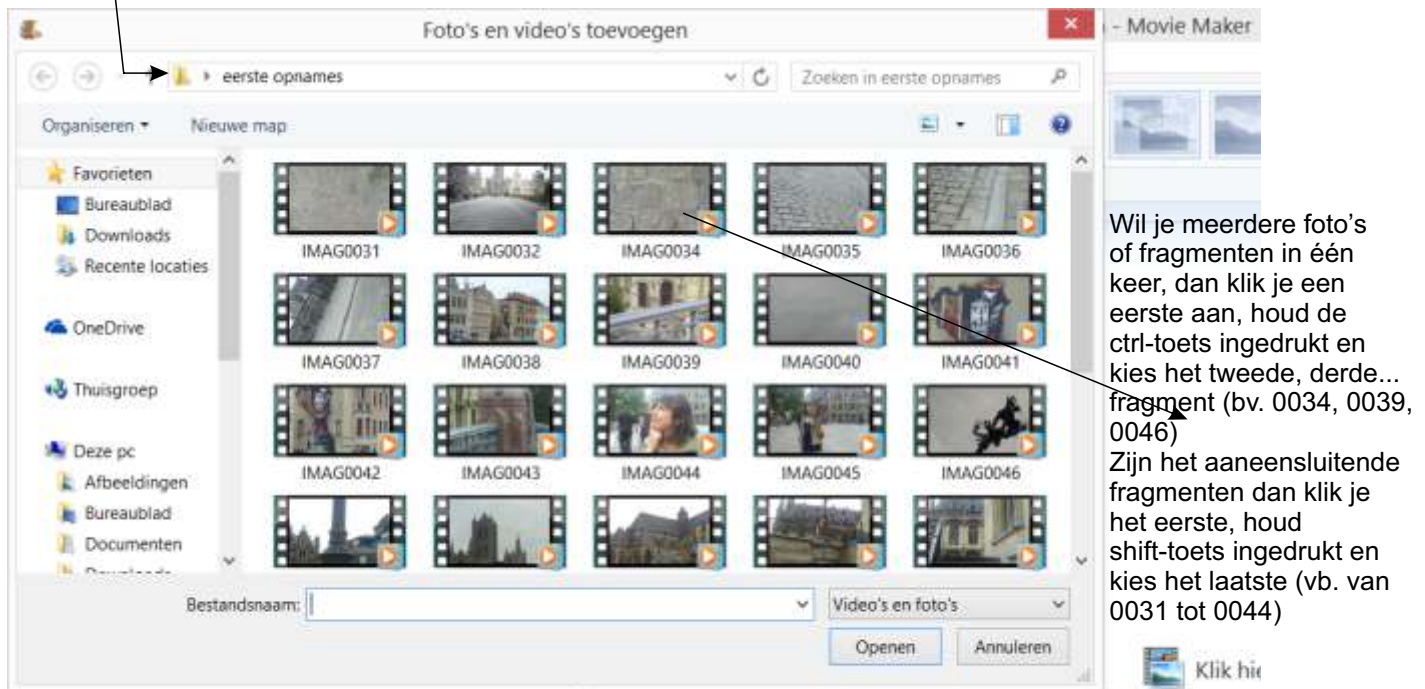 Foto's en video's toevoegen
- Movie Maker
eerste opnames
Zoeken in eerste opnames
Organiseren
Nieuwe map
Favorieten
Bureaublad
Downloads
Recente locaties
OneDrive
Thuisgroep
Deze pc
Afbeeldingen
Bureaublad
Documenten
Downloads
IMAG0031 IMAG0032 IMAG0034 IMAG0035 IMAG0036
IMAG0037 IMAG0038 IMAG0039 IMAG0040 IMAG0041
IMAG0042 IMAG0043 IMAG0044 IMAG0045 IMAG0046
Bestandsnaam:
Video's en foto's
Openen
Annuleren
Wil je meerdere foto's
of fragmenten in één
keer, dan klik je een
eerste aan, houd de
ctrl-toets ingedrukt en
kies het tweede, derde...
fragment (bv. 0034, 0039,
0046)
Zijn het aaneensluitende
fragmenten dan klik je
het eerste, houd
shift-toets ingedrukt en
kies het laatste (vb. van
0031 tot 0044)
Klik hie